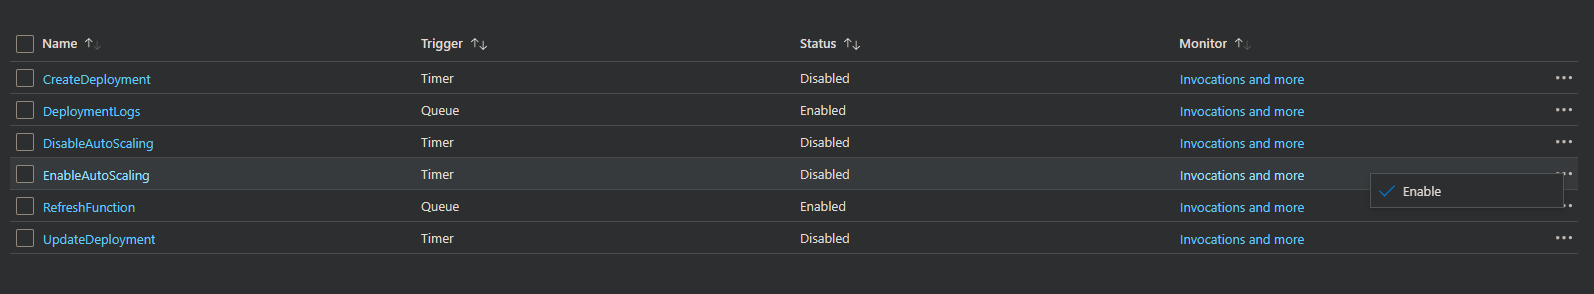 Name Trigger Status Monitor
CreateDeployment Timer Disabled Invocations and more
DeploymentLogs Queue Enabled Invocations and more
DisableAutoScaling Timer Disabled Invocations and more
EnableAutoScaling Timer Disabled Invocations and more
Enable
RefreshFunction Queue Enabled Invocations and more
UpdateDeployment Timer Disabled Invocations and more